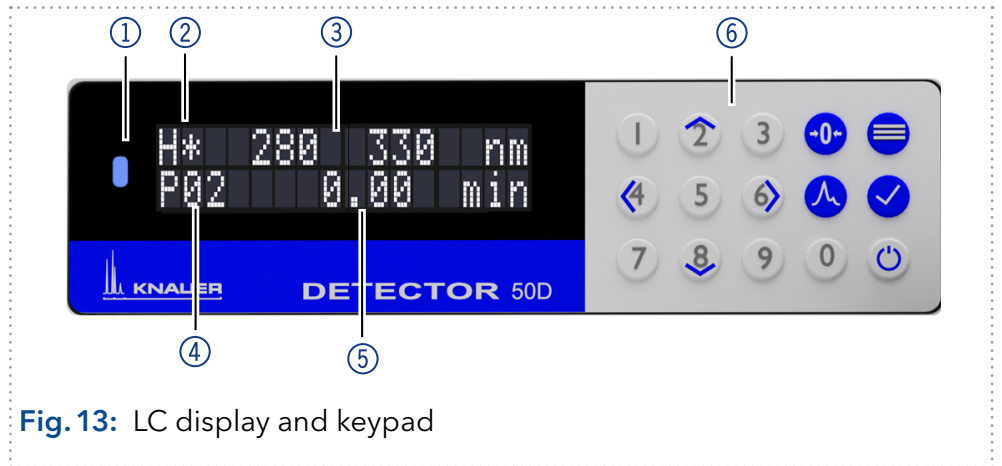 ① ② ③ ⑥
H* 280 330 nm
P02 0.00 min
KNAUER
DETECTOR 50D
1 2 3 →0←
4 5 6
7 8 9 0
④ ⑤
Fig. 13: LC display and keypad